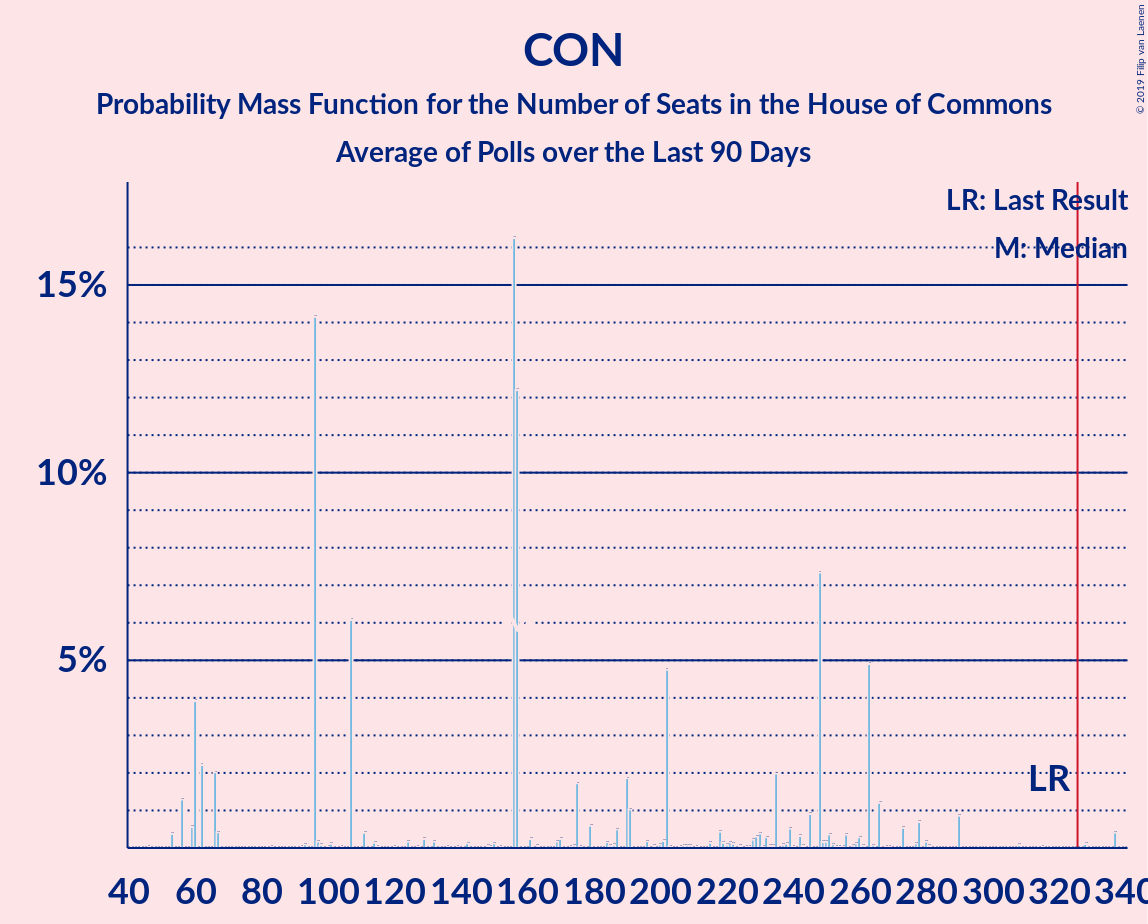 CON
Probability Mass Function for the Number of Seats in the House of Commons
Average of Polls over the Last 90 Days
© 2019 Filip van Laenen
LR: Last Result
M: Median
15%
10%
5%
M
LR
40 60 80 100 120 140 160 180 200 220 240 260 280 300 320 340